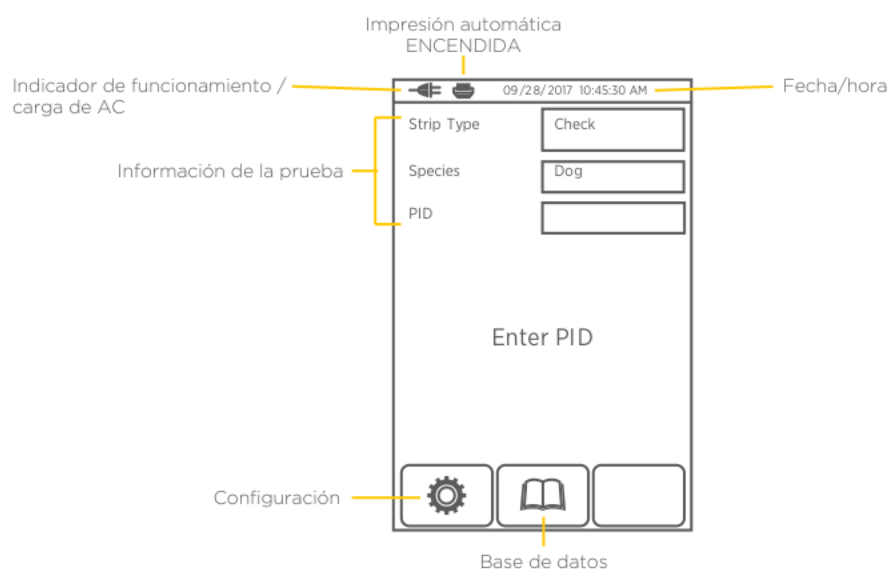 Impresión automática
ENCENDIDA
Indicador de funcionamiento /
carga de AC
09/28/2017 10:45:30 AM
Fecha/hora
Strip Type
Check
Información de la prueba
Species
Dog
PID
Enter PID
Configuración
Base de datos